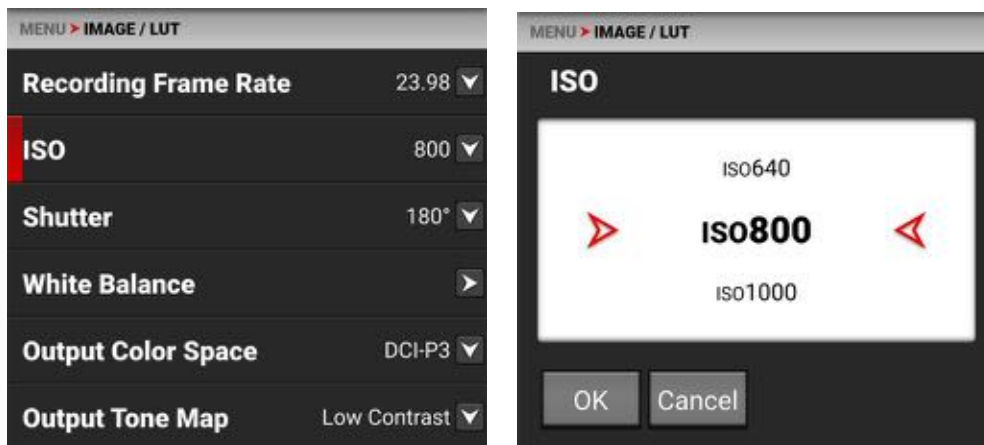 MENU > IMAGE / LUT
Recording Frame Rate 23.98
ISO 800
Shutter 180°
White Balance
Output Color Space DCI-P3
Output Tone Map Low Contrast
MENU > IMAGE / LUT
ISO
ISO640
ISO800
ISO1000
OK Cancel